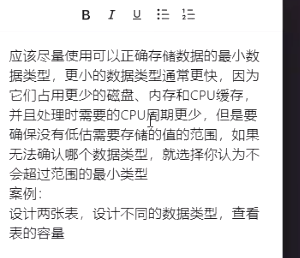 B I U
应该尽量使用可以正确存储数据的最小数
据类型，更小的数据类型通常更快，因为
它们占用更少的磁盘、内存和CPU缓存，
并且处理时需要的CPU周期更少，但是要
确保没有低估需要存储的值的范围，如果
无法确认哪个数据类型，就选择你认为不
会超过范围的最小类型
案例：
设计两张表，设计不同的数据类型，查看
表的容量